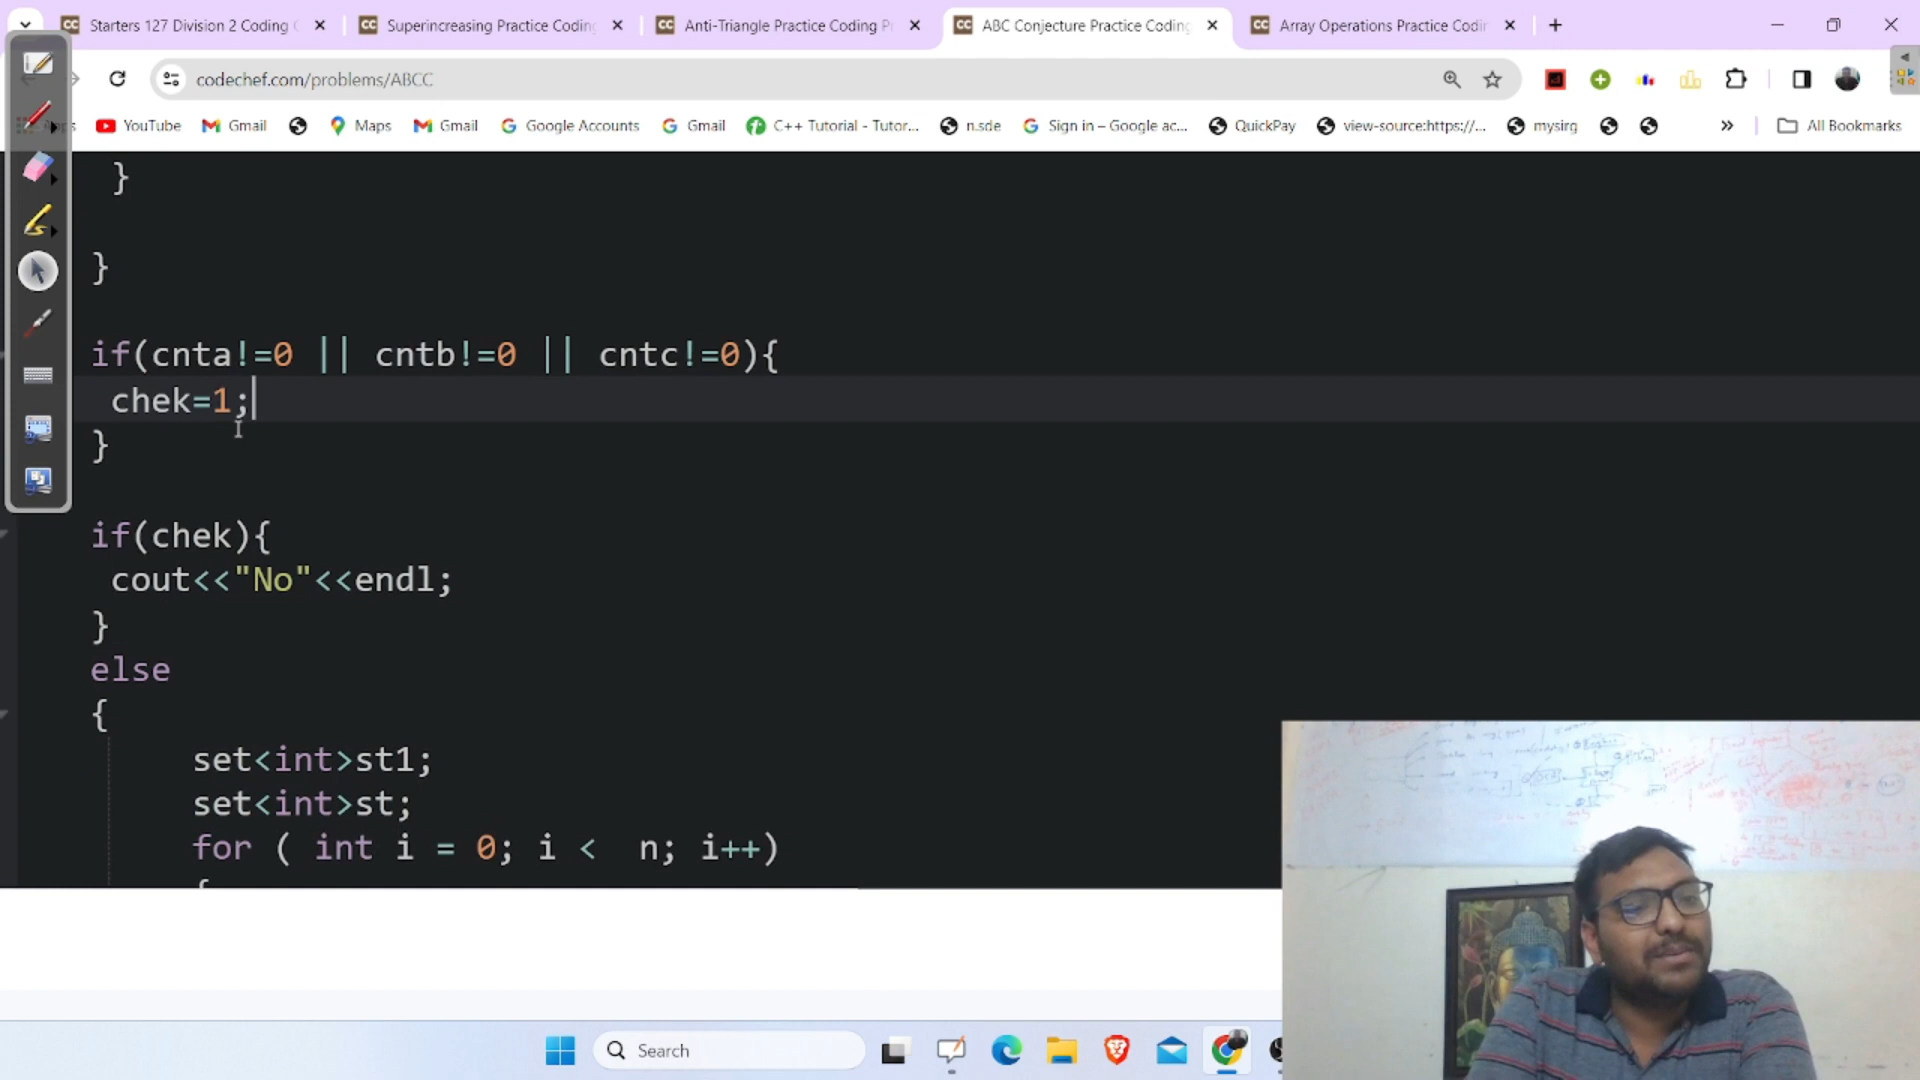 Starters 127 Division 2 Coding
Superincreasing Practice Coding
Anti-Triangle Practice Coding P
ABC Conjecture Practice Coding
Array Operations Practice Codin
codechef.com/problems/ABCC
YouTube
Gmail
Maps
Gmail
Google Accounts
Gmail
C++ Tutorial - Tutor...
n.sde
Sign in – Google ac...
QuickPay
view-source:https://...
mysirg
All Bookmarks
}
}
if(cnta!=0 || cntb!=0 || cntc!=0){
chek=1;
}
if(chek){
cout<<"No"<<endl;
}
else
{
set<int>st1;
set<int>st;
for ( int i = 0; i < n; i++)
{
Search